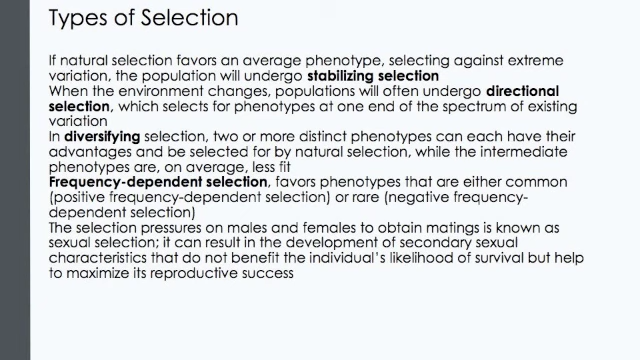 Types of Selection
If natural selection favors an average phenotype, selecting against extreme
variation, the population will undergo stabilizing selection
When the environment changes, populations will often undergo directional
selection, which selects for phenotypes at one end of the spectrum of existing
variation
In diversifying selection, two or more distinct phenotypes can each have their
advantages and be selected for by natural selection, while the intermediate
phenotypes are, on average, less fit
Frequency-dependent selection, favors phenotypes that are either common
(positive frequency-dependent selection) or rare (negative frequency-
dependent selection)
The selection pressures on males and females to obtain matings is known as
sexual selection; it can result in the development of secondary sexual
characteristics that do not benefit the individual's likelihood of survival but help
to maximize its reproductive success